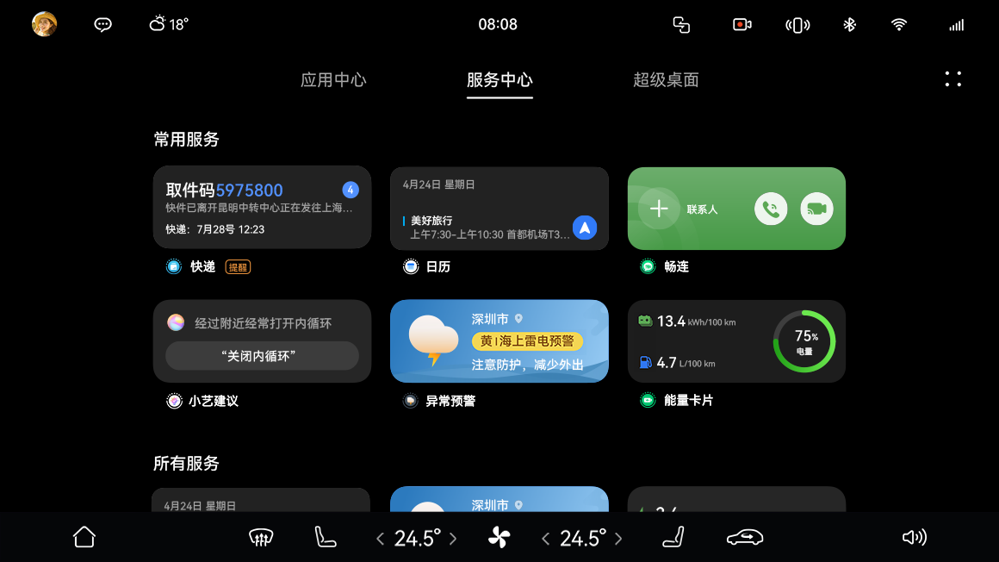 18°
08:08
应用中心
服务中心
超级桌面
常用服务
取件码5975800
4
快件已离开昆明中转中心正在发往上海...
快递：7月28号 12:23
快递
提醒
4月24日 星期日
美好旅行
上午7:30-上午10:30 首都机场T3...
日历
联系人
畅连
经过附近经常打开内循环
“关闭内循环”
小艺建议
深圳市
黄 | 海上雷电预警
注意防护，减少外出
异常预警
13.4 kWh/100 km
4.7 L/100 km
75%
电量
能量卡片
所有服务
4月24日 星期日
深圳市
24.5°
24.5°